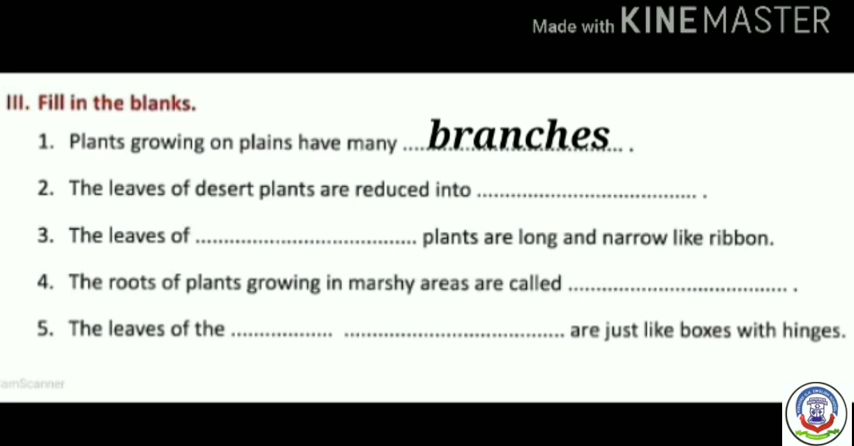 Made with KINEMASTER
III. Fill in the blanks.
1. Plants growing on plains have many ....branches... .
2. The leaves of desert plants are reduced into ...................................... .
3. The leaves of ...................................... plants are long and narrow like ribbon.
4. The roots of plants growing in marshy areas are called ...................................... .
5. The leaves of the .................. ...................................... are just like boxes with hinges.
amScanner